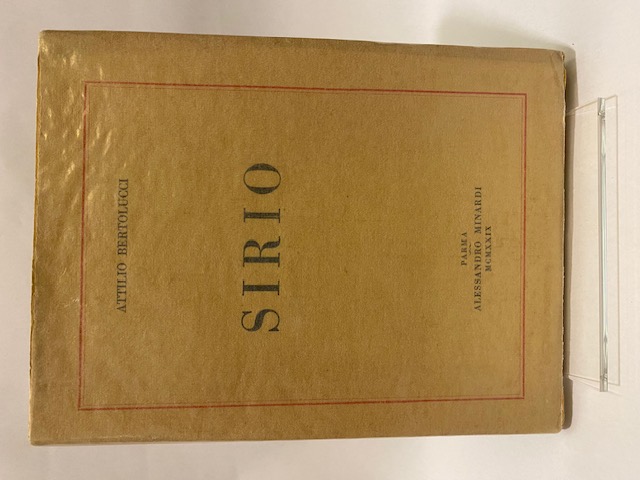 ATTILIO BERTOLUCCI
SIRIO
PARMA
ALESSANDRO MINARDI
MCMXXIX